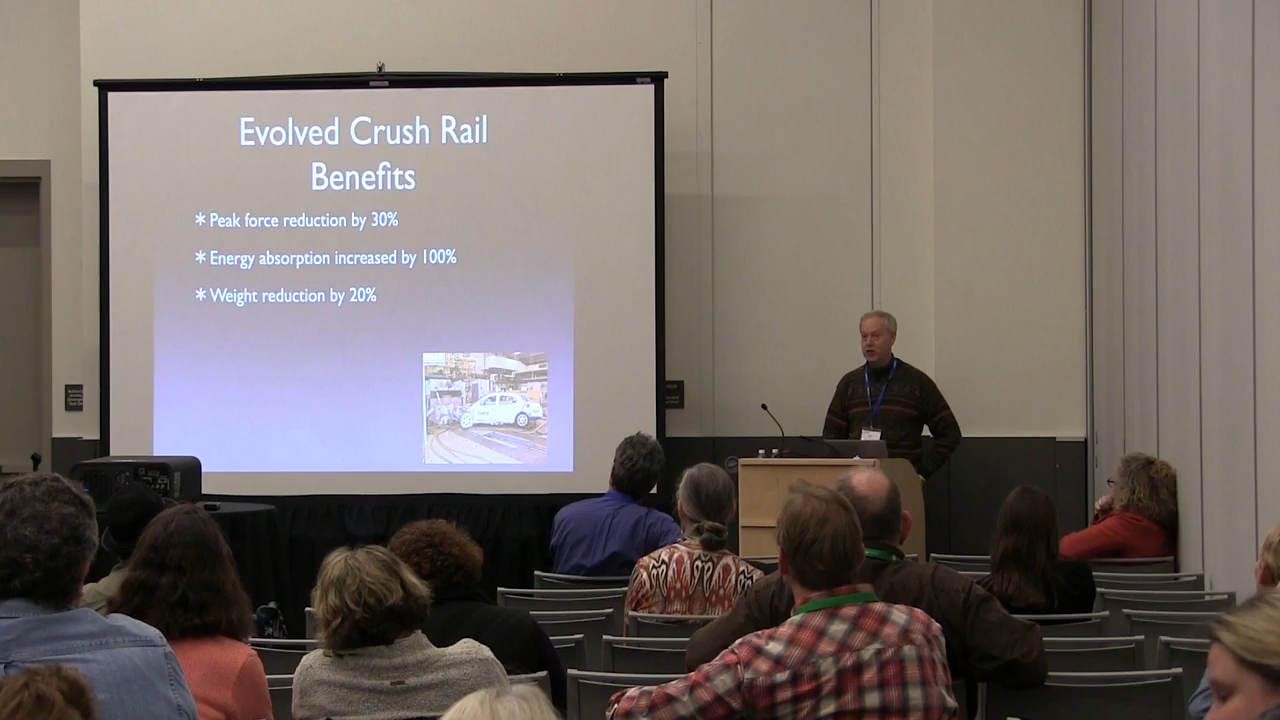 Evolved Crush Rail
Benefits
* Peak force reduction by 30%
* Energy absorption increased by 100%
* Weight reduction by 20%